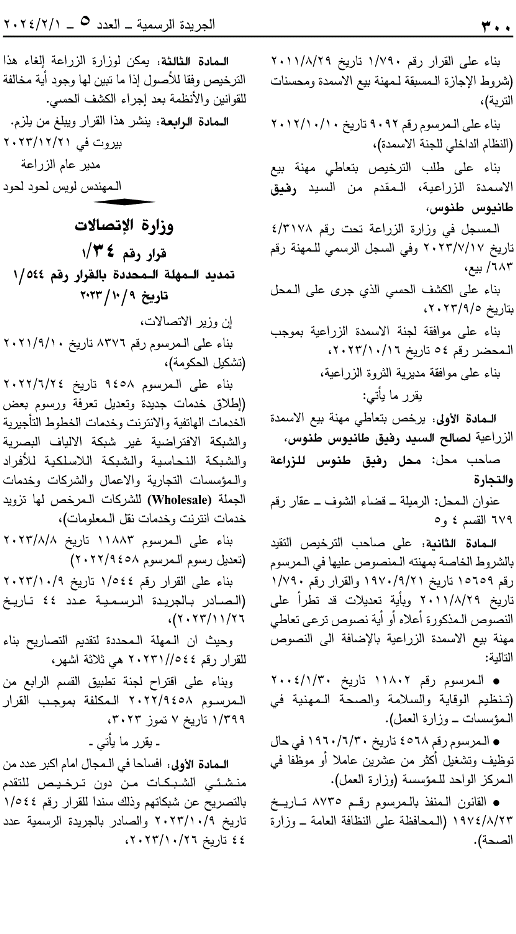 ٣٠٠
الجريدة الرسمية ـ العدد ٥ ـ ٢٠٢٤/٢/١
بناء على القرار رقم ١/٧٩٠ تاريخ ٢٠١١/٨/٢٩
(شروط الإجازة المسبقة لمهنة بيع الاسمدة ومحسنات
التربة)،
بناء على المرسوم رقم ٩٠٩٢ تاريخ ٢٠١٢/١٠/١٠
(النظام الداخلي للجنة الاسمدة)،
بناء على طلب الترخيص بتعاطي مهنة بيع
الاسمدة الزراعية، المقدم من السيد رفيق
طانيوس طنوس،
المسجل في وزارة الزراعة تحت رقم ٤/٣١٧٨
تاريخ ٢٠٢٣/٧/١٧ وفي السجل الرسمي للمهنة رقم
٦٨٣/ بيع،
بناء على الكشف الحسي الذي جرى على المحل
بتاريخ ٢٠٢٣/٩/٥،
بناء على موافقة لجنة الاسمدة الزراعية بموجب
المحضر رقم ٥٤ تاريخ ٢٠٢٣/١٠/١٦،
بناء على موافقة مديرية الثروة الزراعية،
يقرر ما يأتي:
المادة الأولى: يرخص بتعاطي مهنة بيع الاسمدة
الزراعية لصالح السيد رفيق طانيوس طنوس،
صاحب محل: محل رفيق طنوس للزراعة
والتجارة
عنوان المحل: الرميلة ـ قضاء الشوف ـ عقار رقم
٦٧٩ القسم ٤ و٥
المادة الثانية: على صاحب الترخيص التقيد
بالشروط الخاصة بمهنته المنصوص عليها في المرسوم
رقم ١٥٦٥٩ تاريخ ١٩٧٠/٩/٢١ والقرار رقم ١/٧٩٠
تاريخ ٢٠١١/٨/٢٩ وبأية تعديلات قد تطرأ على
النصوص المذكورة أعلاه أو أية نصوص ترعى تعاطي
مهنة بيع الاسمدة الزراعية بالإضافة الى النصوص
التالية:
● المرسوم رقم ١١٨٠٢ تاريخ ٢٠٠٤/١/٣٠
(تنظيم الوقاية والسلامة والصحة المهنية في
المؤسسات ـ وزارة العمل).
● المرسوم رقم ٤٥٦٨ تاريخ ١٩٦٠/٦/٣٠ في حال
توظيف وتشغيل أكثر من عشرين عاملا أو موظفا في
المركز الواحد للمؤسسة (وزارة العمل).
● القانون المنفذ بالمرسوم رقم ٨٧٣٥ تاريخ
١٩٧٤/٨/٢٣ (المحافظة على النظافة العامة ـ وزارة
الصحة).
المادة الثالثة: يمكن لوزارة الزراعة إلغاء هذا
الترخيص وفقا للأصول إذا ما تبين لها وجود أية مخالفة
للقوانين والأنظمة بعد إجراء الكشف الحسي.
المادة الرابعة: ينشر هذا القرار ويبلغ من يلزم.
بيروت في ٢٠٢٣/١٢/٢١
مدير عام الزراعة
المهندس لويس لحود لحود
وزارة الإتصالات
قرار رقم ١/٣٤
تمديد المهلة المحددة بالقرار رقم ١/٥٤٤
تاريخ ٢٠٢٣/١٠/٩
إن وزير الاتصالات،
بناء على المرسوم رقم ٨٣٧٦ تاريخ ٢٠٢١/٩/١٠
(تشكيل الحكومة)،
بناء على المرسوم ٩٤٥٨ تاريخ ٢٠٢٢/٦/٢٤
(إطلاق خدمات جديدة وتعديل تعرفة ورسوم بعض
الخدمات الهاتفية والانترنت وخدمات الخطوط التأجيرية
والشبكة الافتراضية غير شبكة الالياف البصرية
والشبكة النحاسية والشبكة اللاسلكية للأفراد
والمؤسسات التجارية والاعمال والشركات وخدمات
الجملة (Wholesale) للشركات المرخص لها تزويد
خدمات انترنت وخدمات نقل المعلومات)،
بناء على المرسوم ١١٨٨٣ تاريخ ٢٠٢٣/٨/٨
(تعديل رسوم المرسوم ٢٠٢٢/٩٤٥٨)
بناء على القرار رقم ١/٥٤٤ تاريخ ٢٠٢٣/١٠/٩
(الصادر بالجريدة الرسمية عدد ٤٤ تاريخ
٢٠٢٣/١١/٢٦)،
وحيث ان المهلة المحددة لتقديم التصاريح بناء
للقرار رقم ٢٠٢٣١//٥٤٤ هي ثلاثة اشهر،
وبناء على اقتراح لجنة تطبيق القسم الرابع من
المرسوم ٢٠٢٢/٩٤٥٨ المكلفة بموجب القرار
١/٣٩٩ تاريخ ٧ تموز ٣٠٢٣،
ـ يقرر ما يأتي ـ
المادة الأولى: افساحا في المجال امام اكبر عدد من
منشئي الشبكات من دون ترخيص للتقدم
بالتصريح عن شبكاتهم وذلك سندا للقرار رقم ١/٥٤٤
تاريخ ٢٠٢٣/١٠/٩ والصادر بالجريدة الرسمية عدد
٤٤ تاريخ ٢٠٢٣/١٠/٢٦،